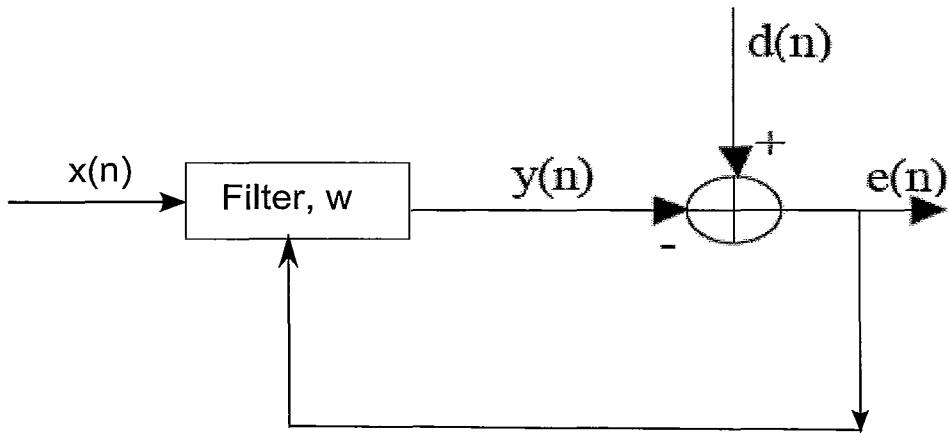 d(n)
+
x(n)
Filter, w
y(n)
e(n)
-